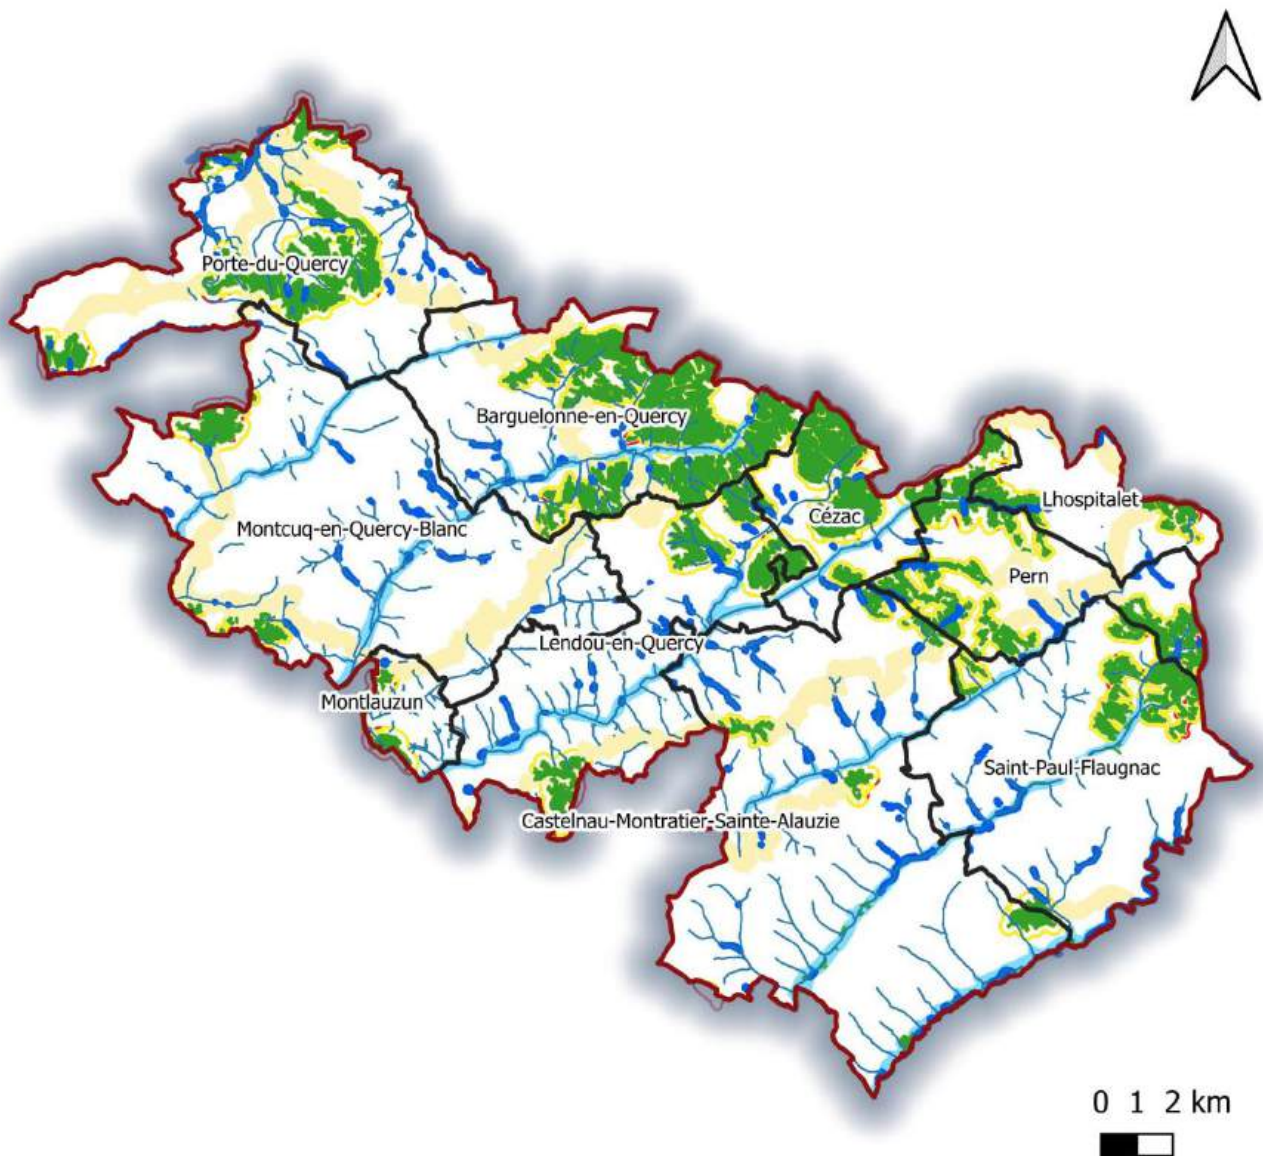 Porte-du-Quercy
Barguelonne-en-Quercy
Lhospitalet
Cézac
Montcuq-en-Quercy-Blanc
Pern
Lendou-en-Quercy
Montlauzun
Saint-Paul-Flaugnac
Castelnau-Montratier-Sainte-Alauzie
0 1 2 km